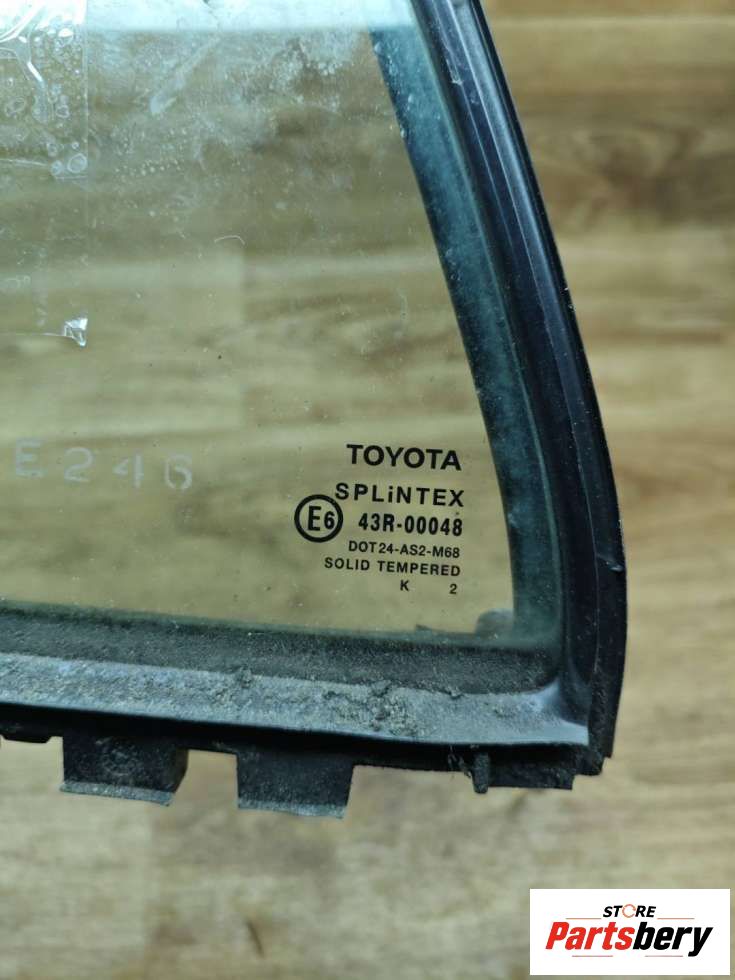 E246
TOYOTA
SPLiNTEX
E6 43R-00048
DOT24-AS2-M68
SOLID TEMPERED
K 2
STORE
Partsbery